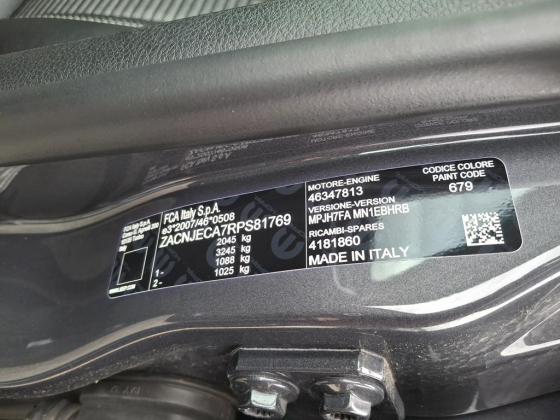 FCA Italy S.p.A.
e3*2007/46*0508
ZACNJECA7RPS81769
2045 kg
3245 kg
1 - 1088 kg
2 - 1025 kg
MOTORE-ENGINE
46347813
VERSIONE-VERSION
MPJH7FA MN1EBHRB
RICAMBI-SPARES
4181860
MADE IN ITALY
CODICE COLORE
PAINT CODE
679